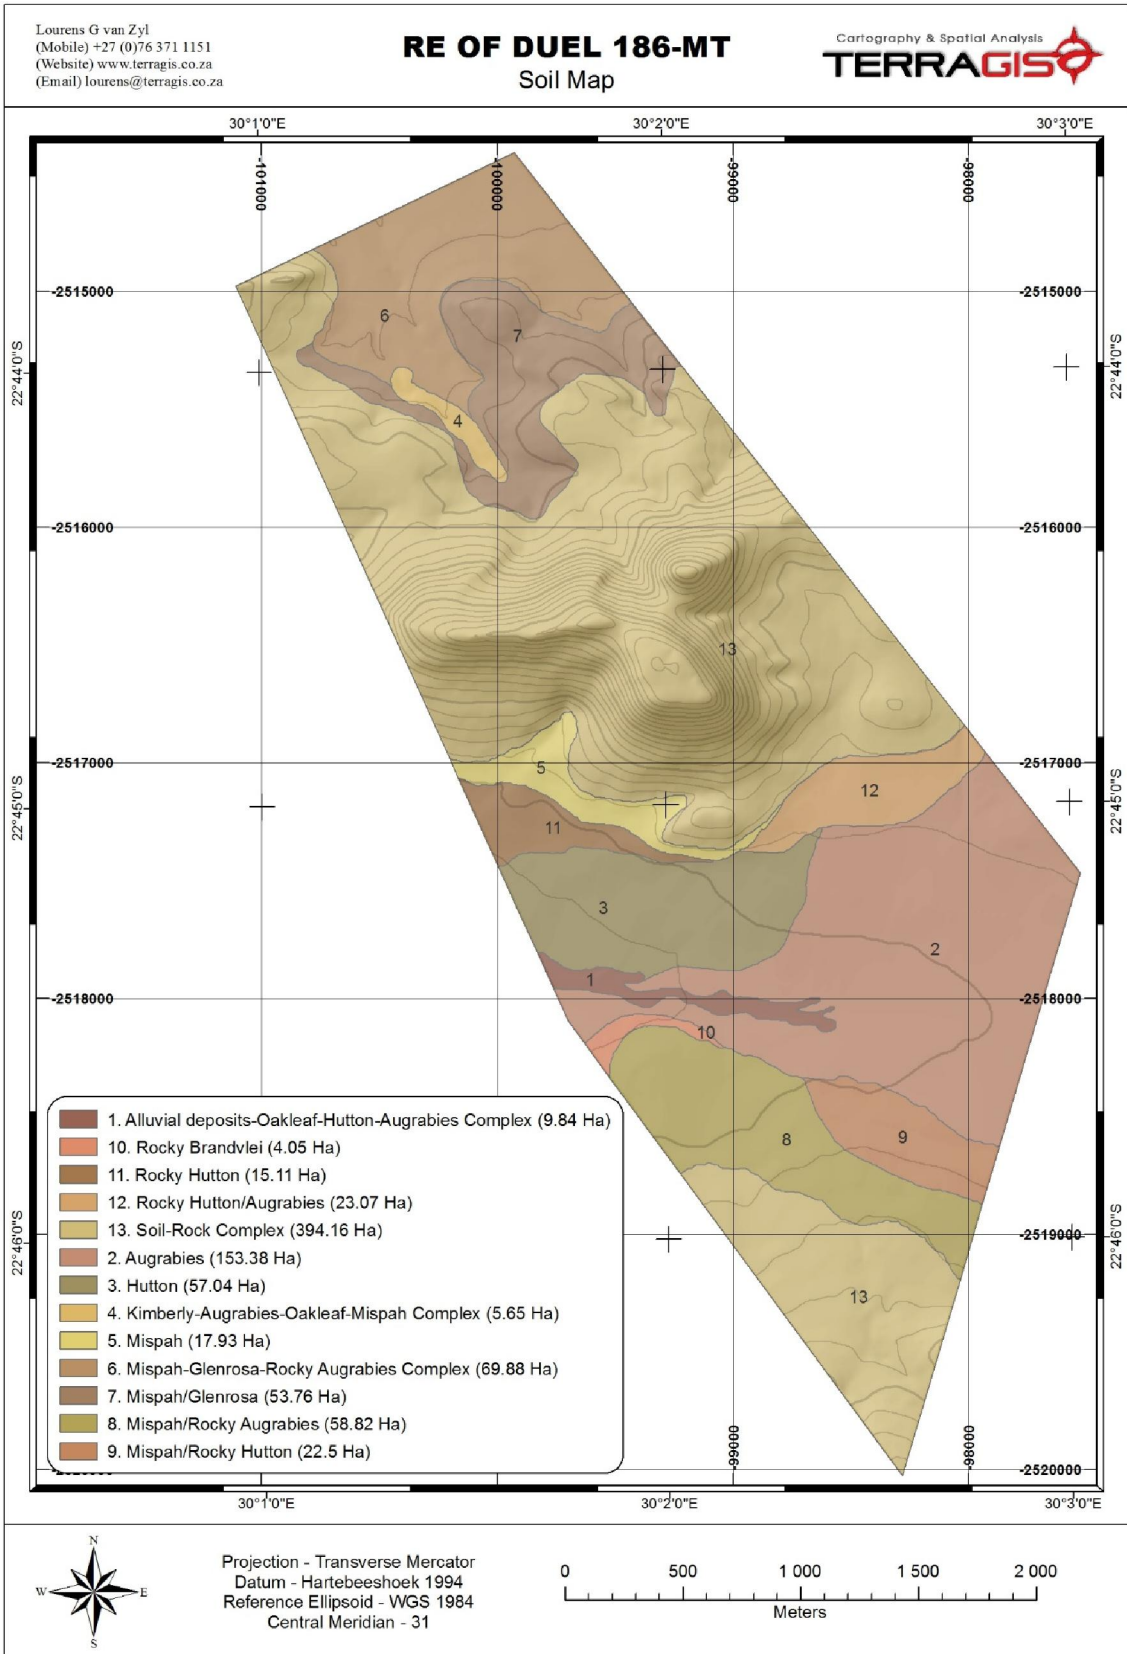 Lourens G van Zyl
(Mobile) +27 (0)76 371 1151
(Website) www.terragis.co.za
(Email) lourens@terragis.co.za
RE OF DUEL 186-MT
Soil Map
Cartography & Spatial Analysis
TERRAGIS
30°1'0"E
30°2'0"E
30°3'0"E
-101000
-100000
-99000
-98000
-2515000
-2515000
22°44'0"S
22°44'0"S
6
7
4
-2516000
-2516000
13
-2517000
-2517000
22°45'0"S
22°45'0"S
5
12
11
3
2
1
-2518000
-2518000
10
8
9
-2519000
22°46'0"S
22°46'0"S
13
1. Alluvial deposits-Oakleaf-Hutton-Augrabies Complex (9.84 Ha)
10. Rocky Brandvlei (4.05 Ha)
11. Rocky Hutton (15.11 Ha)
12. Rocky Hutton/Augrabies (23.07 Ha)
13. Soil-Rock Complex (394.16 Ha)
2. Augrabies (153.38 Ha)
3. Hutton (57.04 Ha)
4. Kimberly-Augrabies-Oakleaf-Mispah Complex (5.65 Ha)
5. Mispah (17.93 Ha)
6. Mispah-Glenrosa-Rocky Augrabies Complex (69.88 Ha)
7. Mispah/Glenrosa (53.76 Ha)
8. Mispah/Rocky Augrabies (58.82 Ha)
9. Mispah/Rocky Hutton (22.5 Ha)
-99000
-98000
-2520000
30°1'0"E
30°2'0"E
30°3'0"E
N
W
E
S
Projection - Transverse Mercator
Datum - Hartebeeshoek 1994
Reference Ellipsoid - WGS 1984
Central Meridian - 31
0
500
1 000
1 500
2 000
Meters